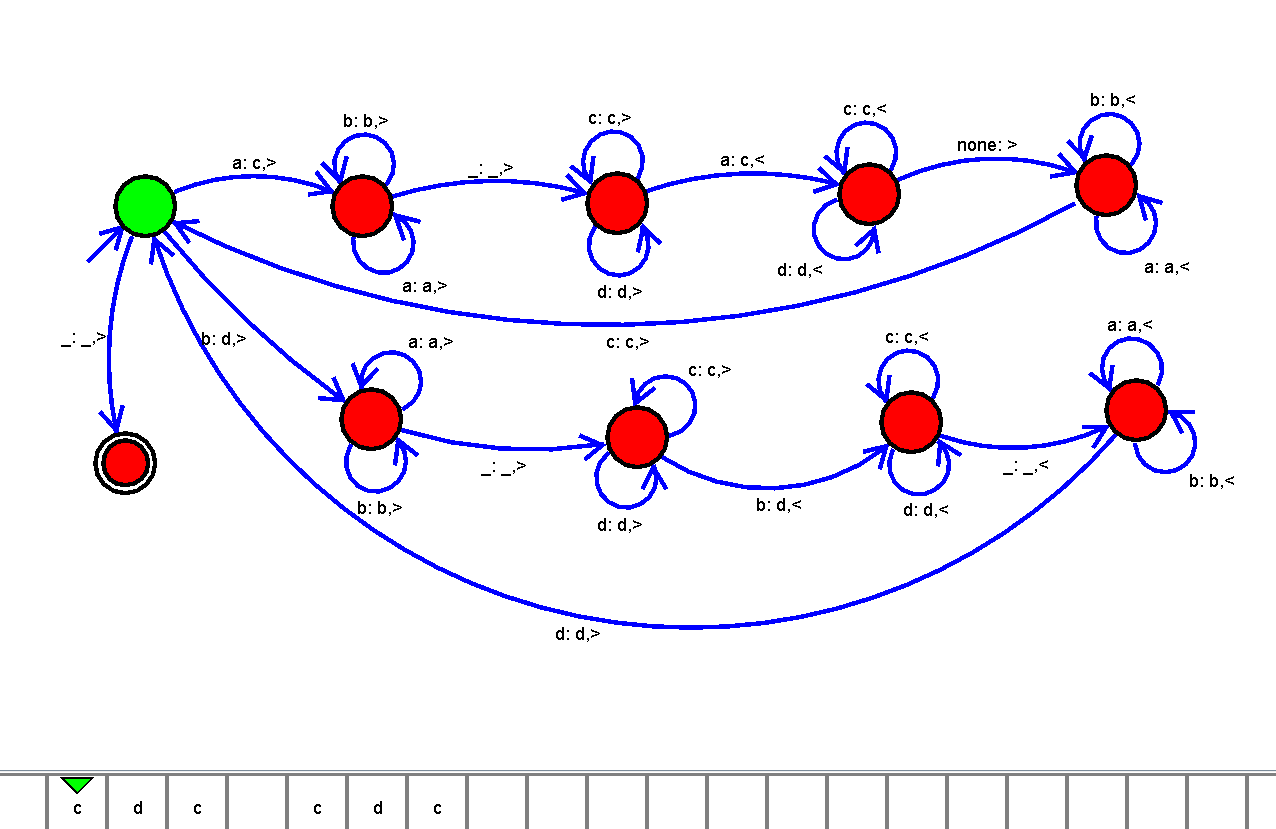 b: b,>
c: c,>
c: c,<
b: b,<
a: c,>
_: _,>
a: c,<
none: >
a: a,>
d: d,>
d: d,<
a: a,<
_: _,>
b: d,>
c: c,>
a: a,>
c: c,>
c: c,<
a: a,<
_: _,>
b: b,>
d: d,>
b: d,<
d: d,<
_: _,<
b: b,<
d: d,>
c d c c d c